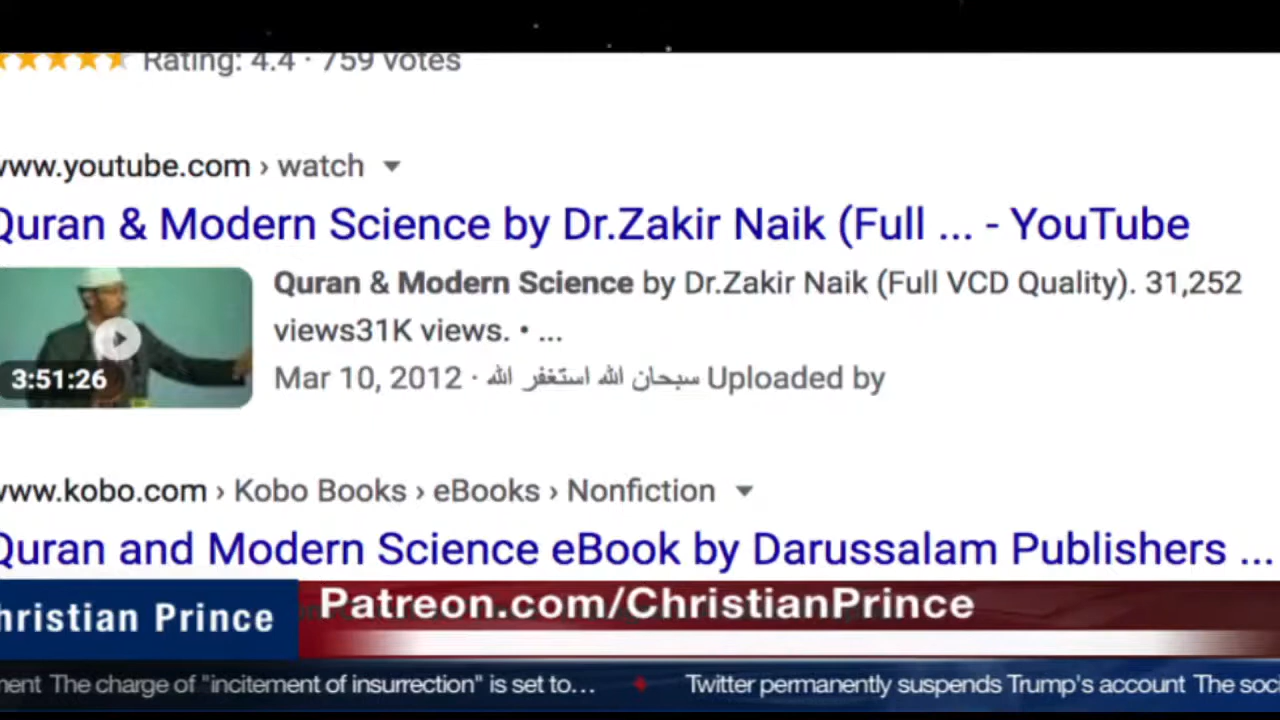 Rating: 4.4 · 759 votes
www.youtube.com › watch
Quran & Modern Science by Dr.Zakir Naik (Full ... - YouTube
Quran & Modern Science by Dr.Zakir Naik (Full VCD Quality). 31,252
views31K views. • ...
3:51:26
Mar 10, 2012 · سبحان الله استغفر الله Uploaded by
www.kobo.com › Kobo Books › eBooks › Nonfiction
Quran and Modern Science eBook by Darussalam Publishers ...
hristian Prince
Patreon.com/ChristianPrince
ment The charge of "incitement of insurrection" is set to... Twitter permanently suspends Trump's account The soci